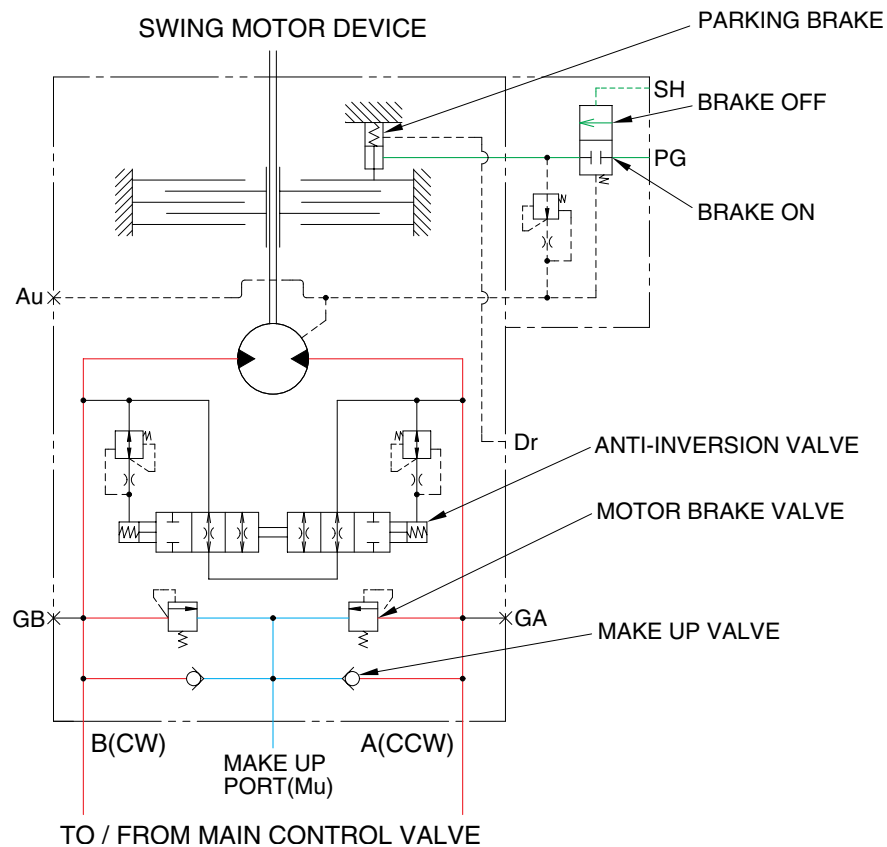 SWING MOTOR DEVICE
PARKING BRAKE
SH
BRAKE OFF
PG
BRAKE ON
Au
Dr
ANTI-INVERSION VALVE
MOTOR BRAKE VALVE
GB
GA
MAKE UP VALVE
B(CW)
A(CCW)
MAKE UP
PORT(Mu)
TO / FROM MAIN CONTROL VALVE